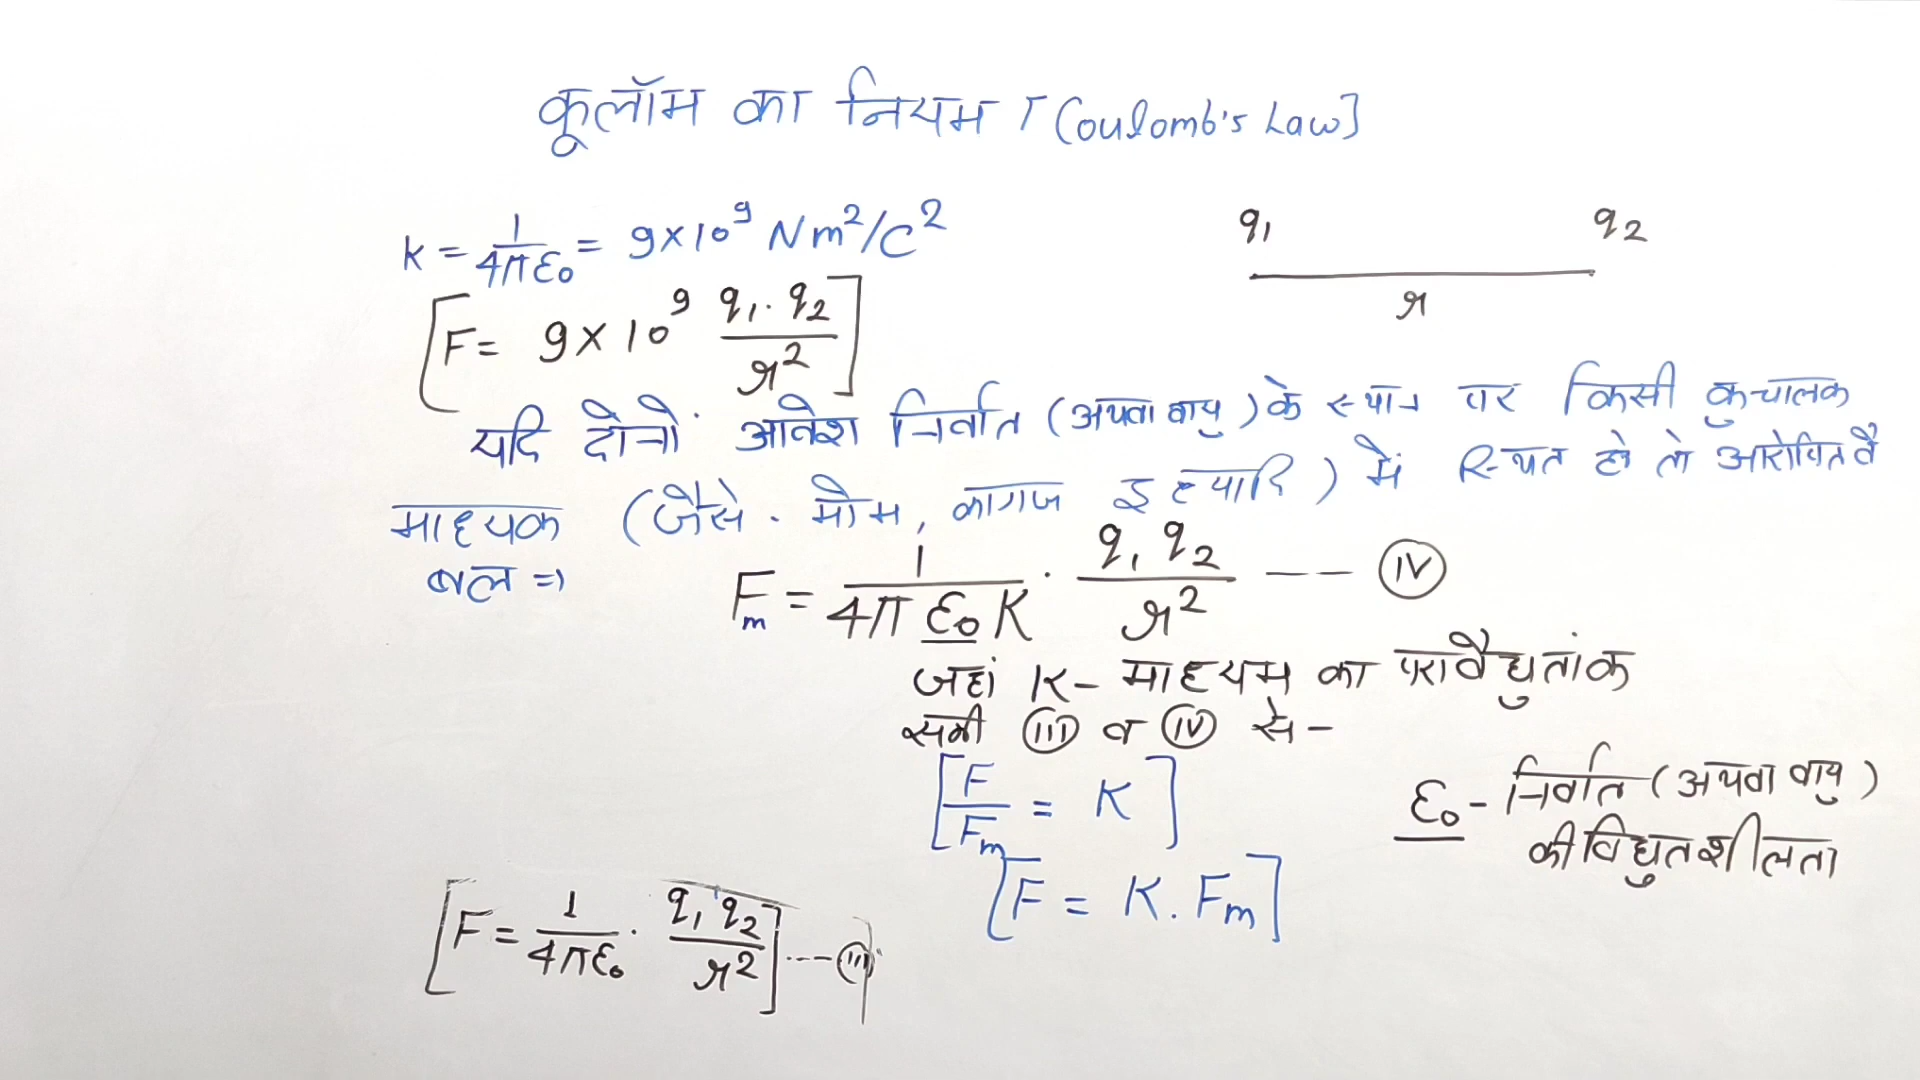 कूलॉम का नियम [Coulomb's Law]
k = 1/4πε₀ = 9×10⁹ Nm²/C²
q₁ q₂
r
[F = 9×10⁹ q₁.q₂/r²]
यदि दोनों आवेश निर्वात (अथवा वायु) के स्थान पर किसी कुचालक
माध्यक (जैसे - मोम, कागज इत्यादि) में स्थित हो तो आरोपित वै
बल ⇒
Fₘ = 1/4πε₀K · q₁q₂/r² --- (IV)
जहां K - माध्यम का परावैद्युतांक
समी (III) व (IV) से -
[F/Fₘ = K]
[F = K.Fₘ]
ε₀ - निर्वात (अथवा वायु)
की विद्युतशीलता
[F = 1/4πε₀ · q₁q₂/r²] ---- (III)